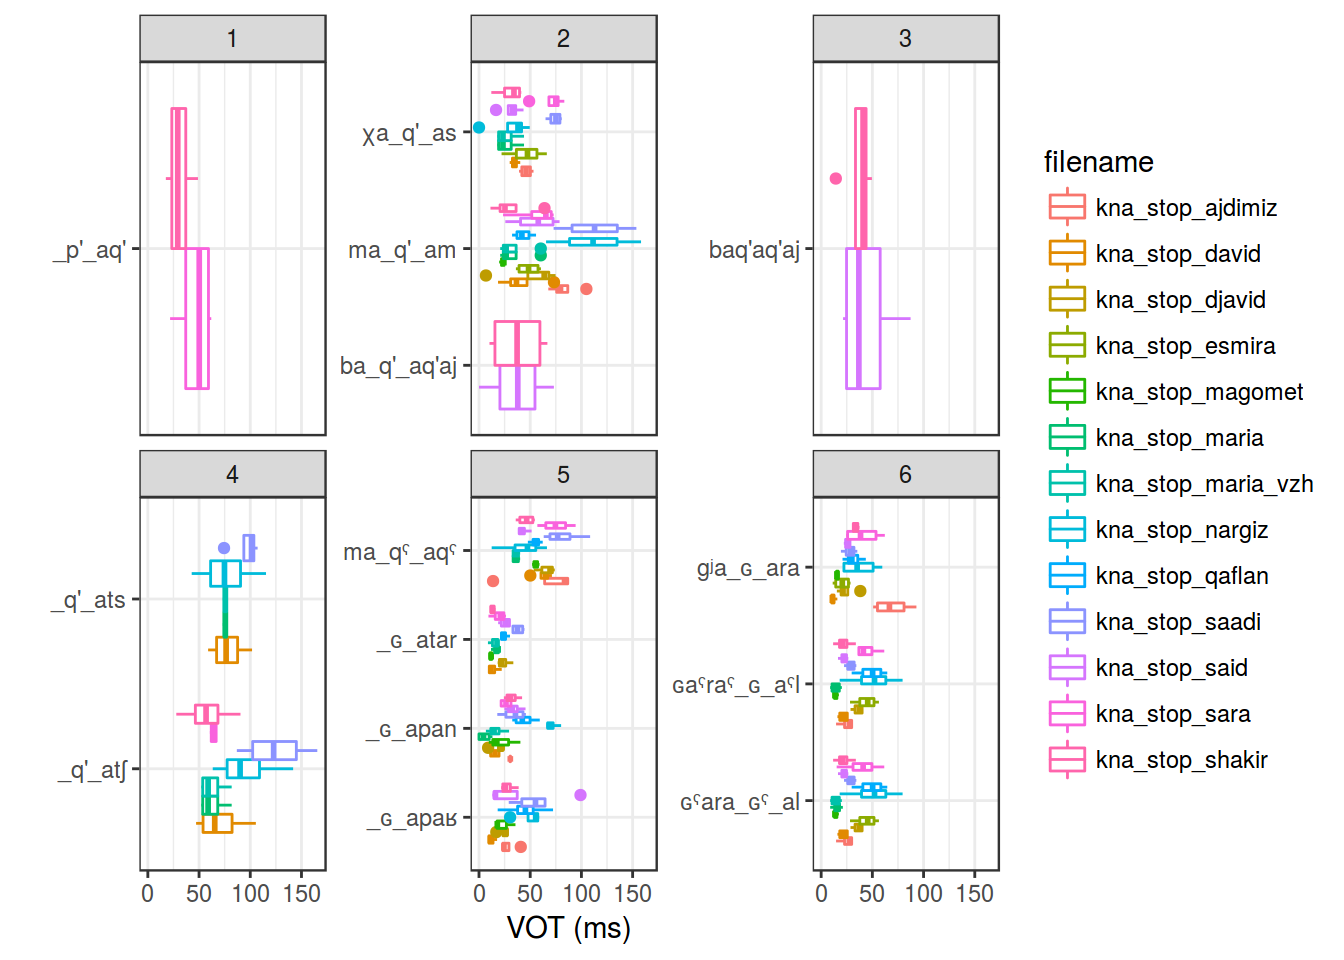 1
2
3
_p'_aq'
χa_q'_as
ma_q'_am
ba_q'_aq'aj
baq'aq'aj
4
5
6
_q'_ats
_q'_atʃ
ma_qˤ_aqˤ
_ɢ_atar
_ɢ_apan
_ɢ_apaʁ
gʲa_ɢ_ara
ɢaˤraˤ_ɢ_aˤl
ɢˤara_ɢˤ_al
0 50 100 150
0 50 100 150
0 50 100 150
VOT (ms)
filename
kna_stop_ajdimiz
kna_stop_david
kna_stop_djavid
kna_stop_esmira
kna_stop_magomet
kna_stop_maria
kna_stop_maria_vzh
kna_stop_nargiz
kna_stop_qaflan
kna_stop_saadi
kna_stop_said
kna_stop_sara
kna_stop_shakir